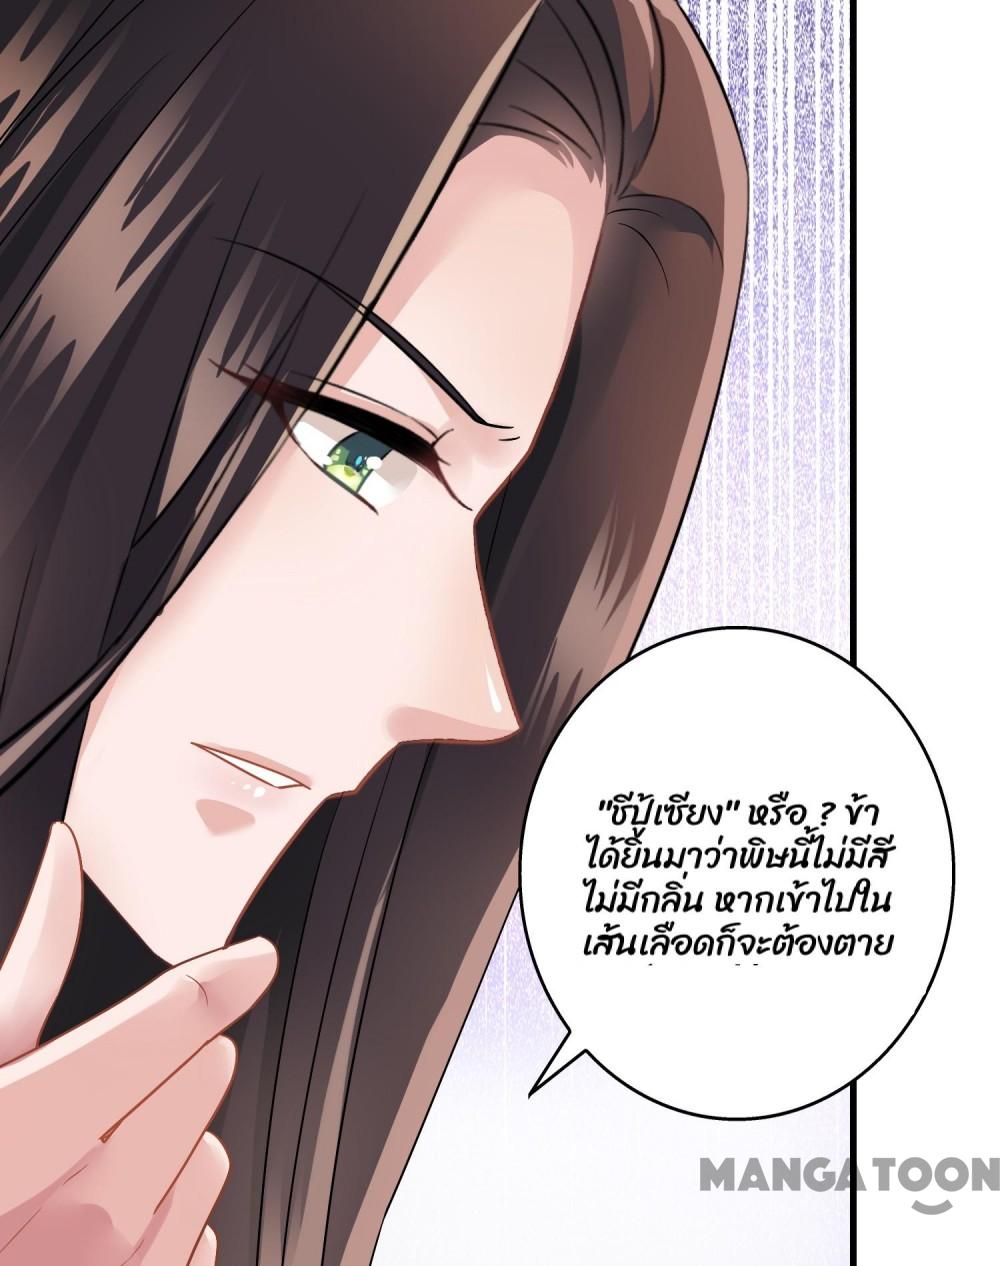 "ชีปู้เซียง" หรือ ? ข้า
ได้ยินมาว่าพิษนี้ไม่มีสี
ไม่มีกลิ่น หากเข้าไปใน
เส้นเลือดก็จะต้องตาย
MANGATOON